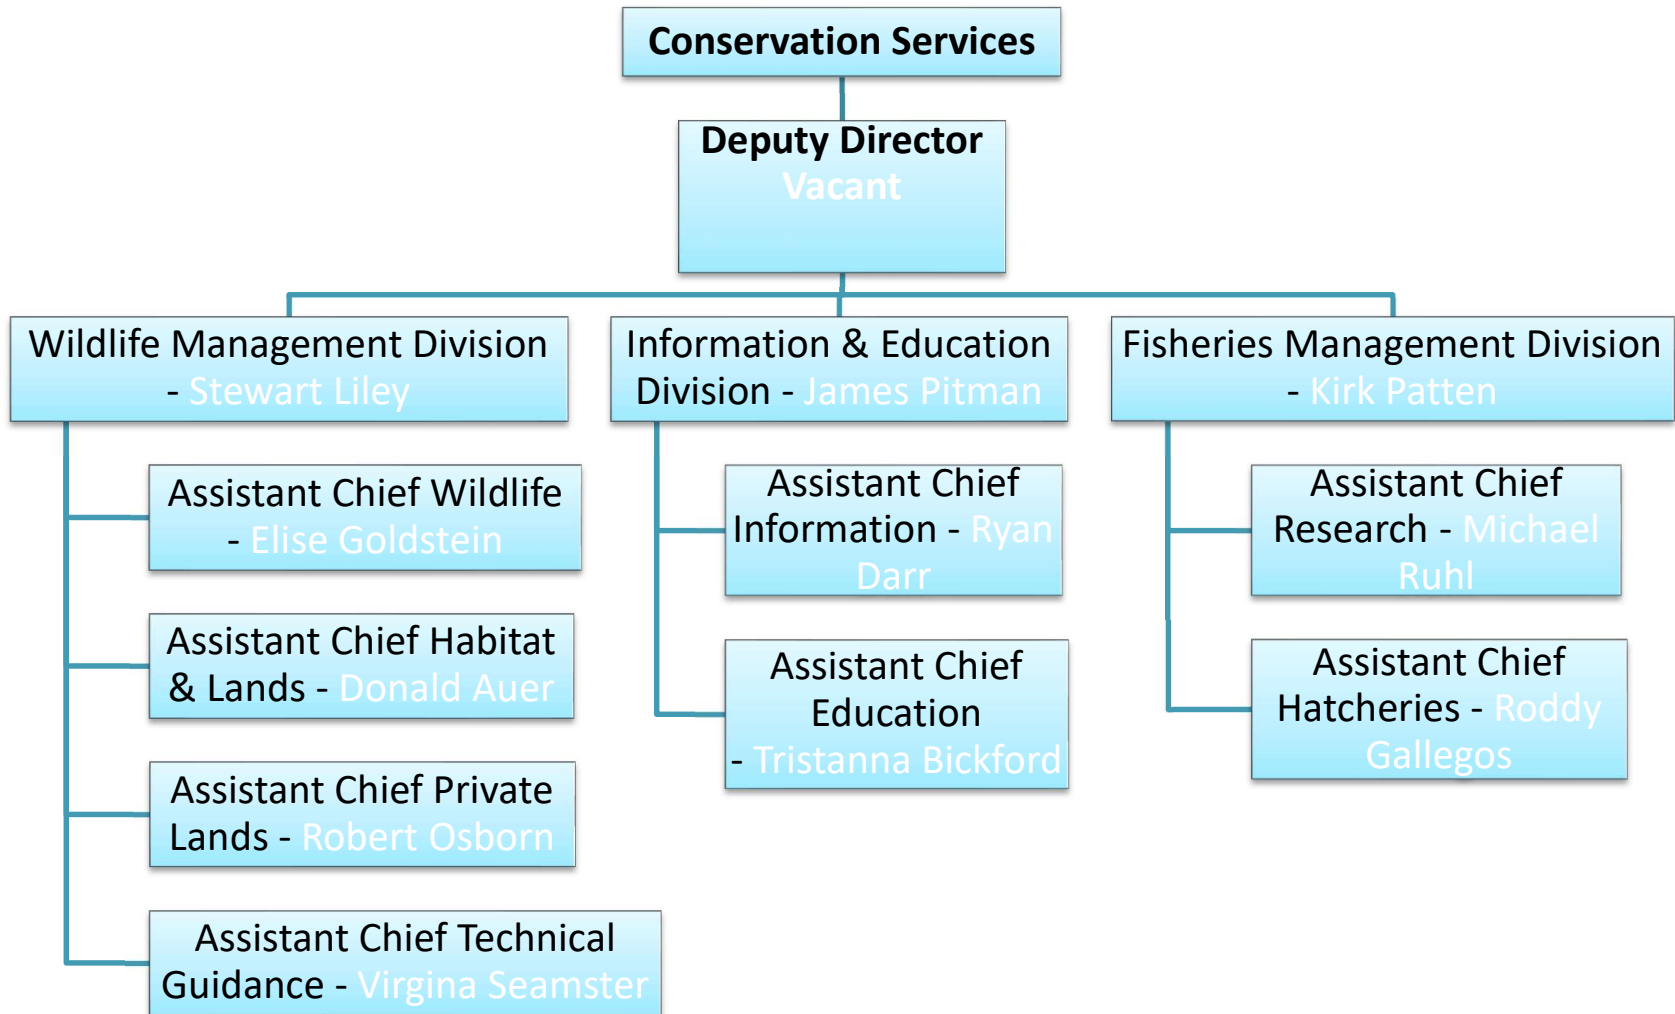 Conservation Services
Deputy Director
Vacant
Wildlife Management Division
- Stewart Liley
Assistant Chief Wildlife
- Elise Goldstein
Assistant Chief Habitat
& Lands - Donald Auer
Assistant Chief Private
Lands - Robert Osborn
Assistant Chief Technical
Guidance - Virgina Seamster
Information & Education
Division - James Pitman
Assistant Chief
Information - Ryan
Darr
Assistant Chief
Education
- Tristanna Bickford
Fisheries Management Division
- Kirk Patten
Assistant Chief
Research - Michael
Ruhl
Assistant Chief
Hatcheries - Roddy
Gallegos